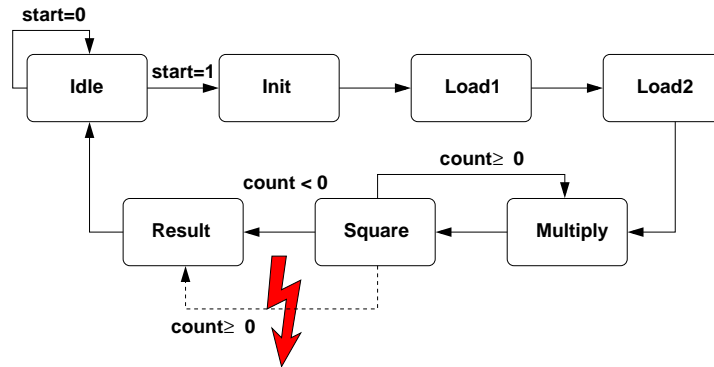 start=0
Idle
start=1
Init
Load1
Load2
count≥ 0
count < 0
Result
Square
Multiply
count≥ 0